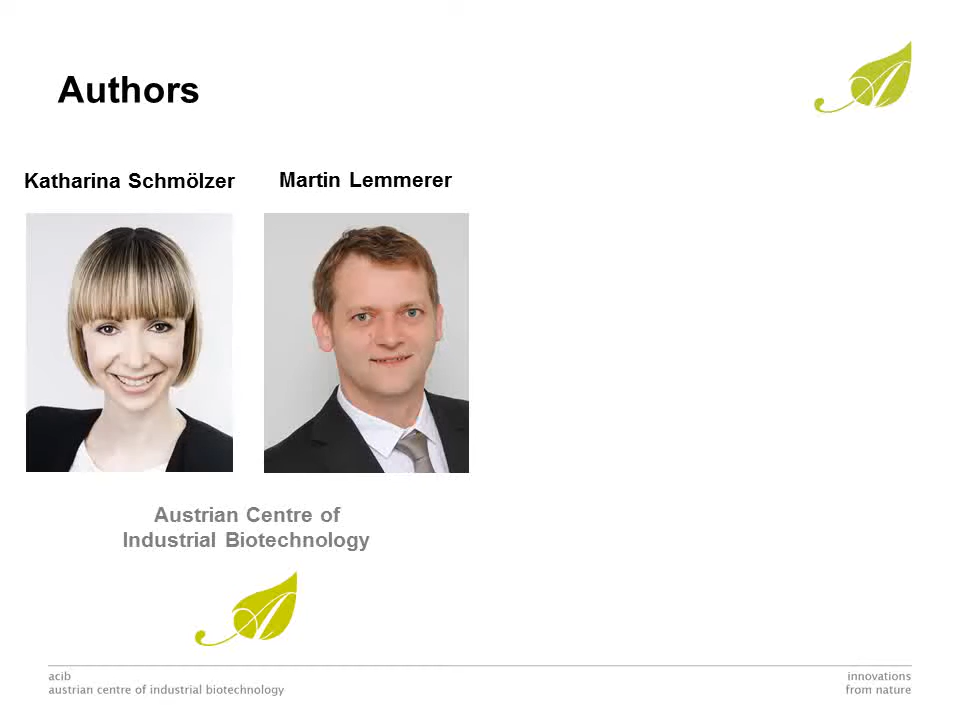 Authors
Katharina Schmölzer
Martin Lemmerer
Austrian Centre of
Industrial Biotechnology
acib
austrian centre of industrial biotechnology
innovations
from nature